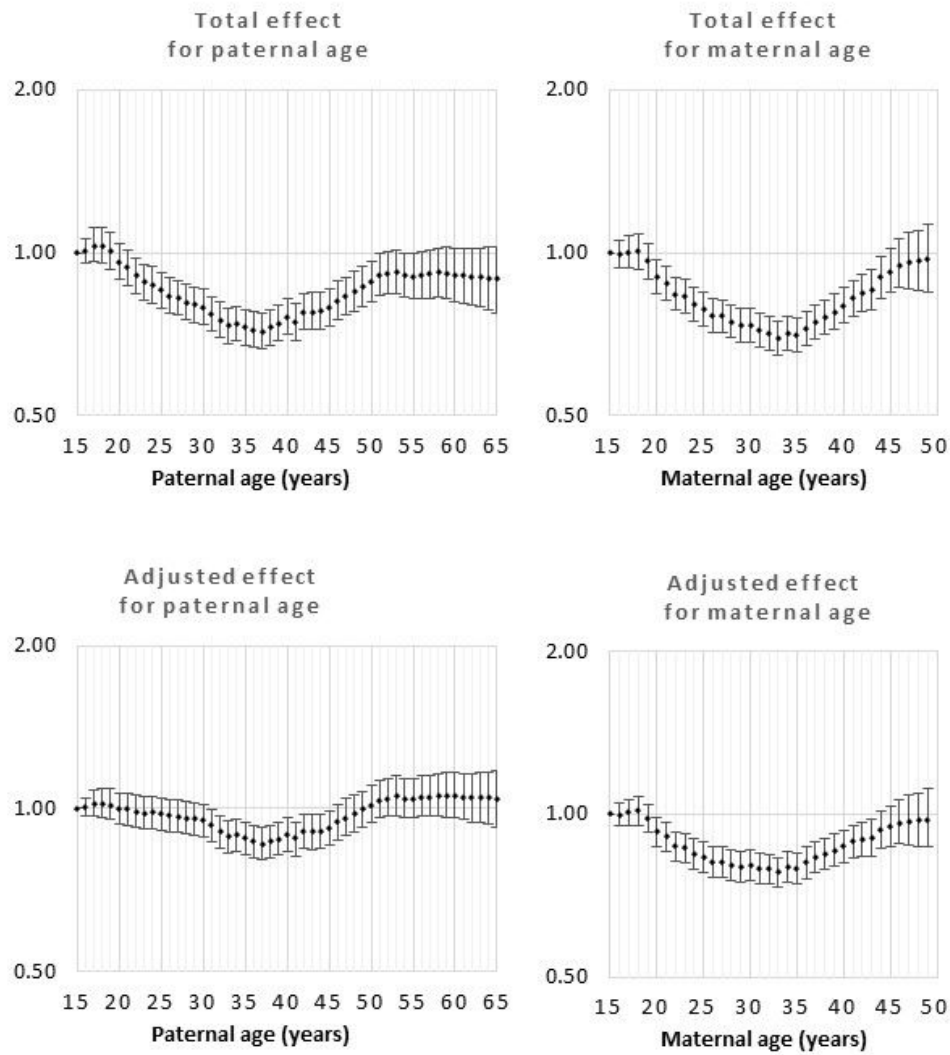 Total effect
for paternal age
2.00
1.00
0.50
15 20 25 30 35 40 45 50 55 60 65
Paternal age (years)
Total effect
for maternal age
2.00
1.00
0.50
15 20 25 30 35 40 45 50
Maternal age (years)
Adjusted effect
for paternal age
2.00
1.00
0.50
15 20 25 30 35 40 45 50 55 60 65
Paternal age (years)
Adjusted effect
for maternal age
2.00
1.00
0.50
15 20 25 30 35 40 45 50
Maternal age (years)